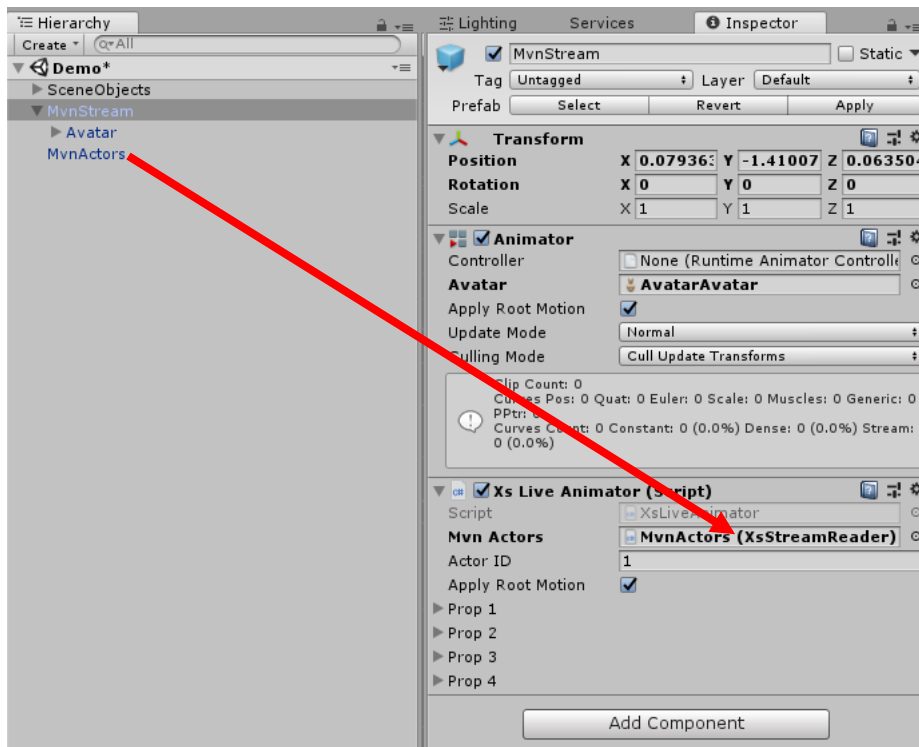 Hierarchy
Create
Q▾All
Demo*
SceneObjects
MvnStream
Avatar
MvnActors
Lighting Services Inspector
MvnStream Static
Tag Untagged Layer Default
Prefab Select Revert Apply
Transform
Position X 0.079363 Y -1.41007 Z 0.063504
Rotation X 0 Y 0 Z 0
Scale X 1 Y 1 Z 1
Animator
Controller None (Runtime Animator Controlle
Avatar AvatarAvatar
Apply Root Motion
Update Mode Normal
Culling Mode Cull Update Transforms
Clip Count: 0
Curves Pos: 0 Quat: 0 Euler: 0 Scale: 0 Muscles: 0 Generic: 0
PPtr: 0
Curves Count: 0 Constant: 0 (0.0%) Dense: 0 (0.0%) Stream:
0 (0.0%)
Xs Live Animator (Script)
Script XsLiveAnimator
Mvn Actors MvnActors (XsStreamReader)
Actor ID 1
Apply Root Motion
Prop 1
Prop 2
Prop 3
Prop 4
Add Component